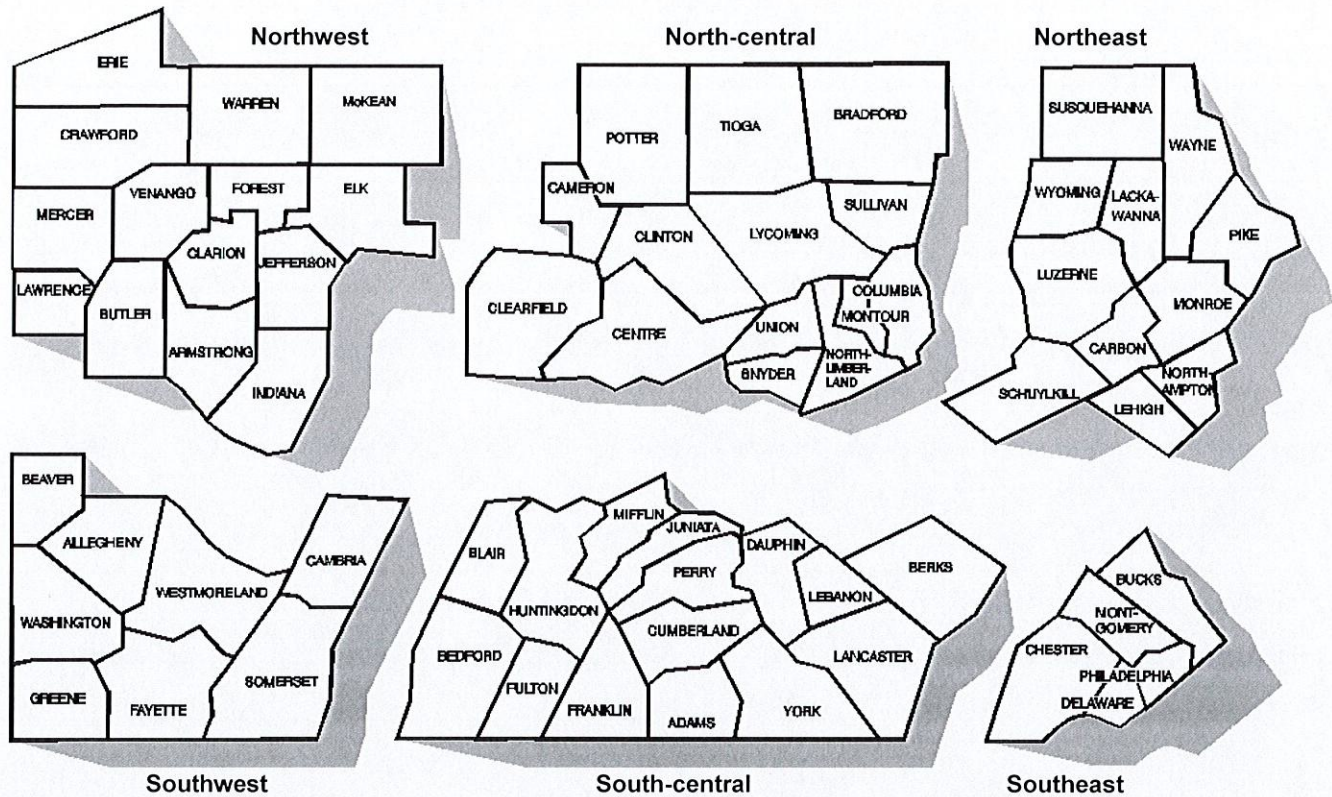 Northwest
ERIE
WARREN
McKEAN
CRAWFORD
VENANGO
FOREST
ELK
MERCER
CLARION
JEFFERSON
LAWRENCE
BUTLER
ARMSTRONG
INDIANA
North-central
POTTER
TIOGA
BRADFORD
CAMERON
SULLIVAN
CLINTON
LYCOMING
CLEARFIELD
CENTRE
UNION
COLUMBIA
MONTOUR
SNYDER
NORTH-
UMBER-
LAND
Northeast
SUSQUEHANNA
WAYNE
WYOMING
LACKA-
WANNA
PIKE
LUZERNE
MONROE
CARBON
SCHUYLKILL
NORTH-
AMPTON
LEHIGH
BEAVER
ALLEGHENY
CAMBRIA
WESTMORELAND
WASHINGTON
GREENE
FAYETTE
SOMERSET
Southwest
MIFFLIN
JUNIATA
DAUPHIN
BLAIR
PERRY
BERKS
LEBANON
HUNTINGDON
CUMBERLAND
BEDFORD
LANCASTER
FULTON
FRANKLIN
ADAMS
YORK
South-central
BUCKS
MONT-
GOMERY
CHESTER
PHILADELPHIA
DELAWARE
Southeast